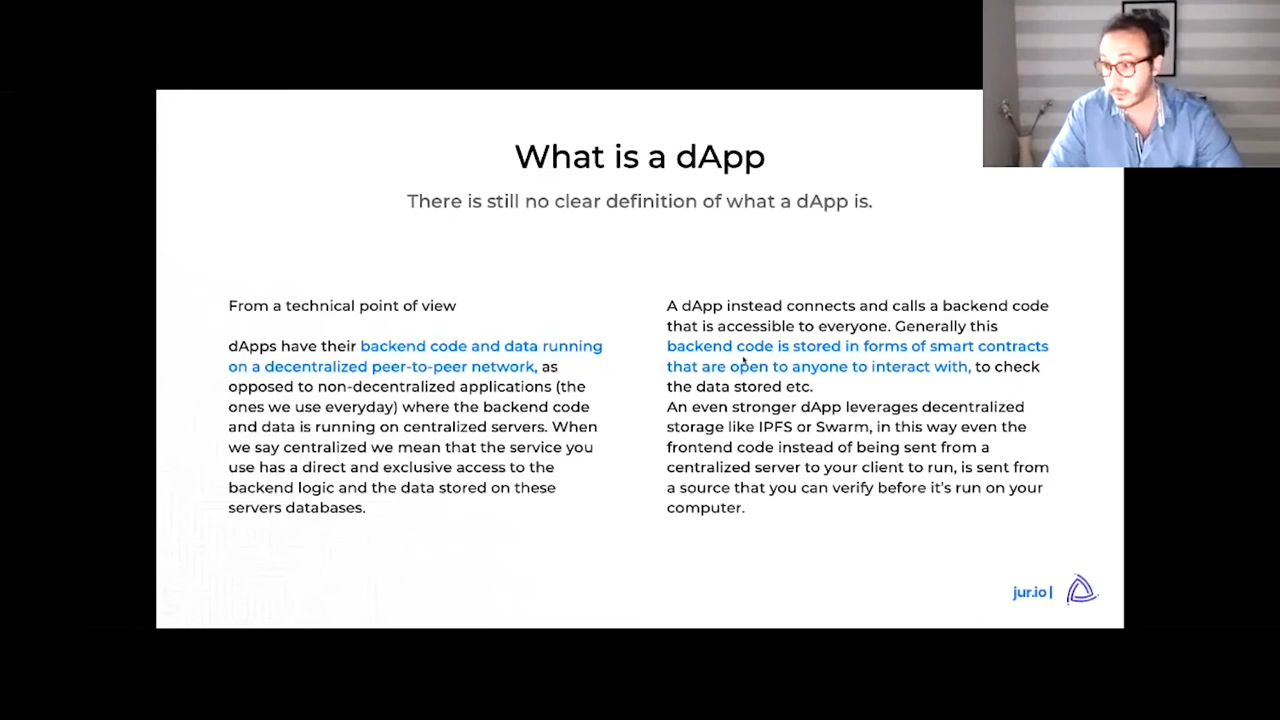 What is a dApp
There is still no clear definition of what a dApp is.
From a technical point of view
dApps have their backend code and data running
on a decentralized peer-to-peer network, as
opposed to non-decentralized applications (the
ones we use everyday) where the backend code
and data is running on centralized servers. When
we say centralized we mean that the service you
use has a direct and exclusive access to the
backend logic and the data stored on these
servers databases.
A dApp instead connects and calls a backend code
that is accessible to everyone. Generally this
backend code is stored in forms of smart contracts
that are open to anyone to interact with, to check
the data stored etc.
An even stronger dApp leverages decentralized
storage like IPFS or Swarm, in this way even the
frontend code instead of being sent from a
centralized server to your client to run, is sent from
a source that you can verify before it's run on your
computer.
jur.io |